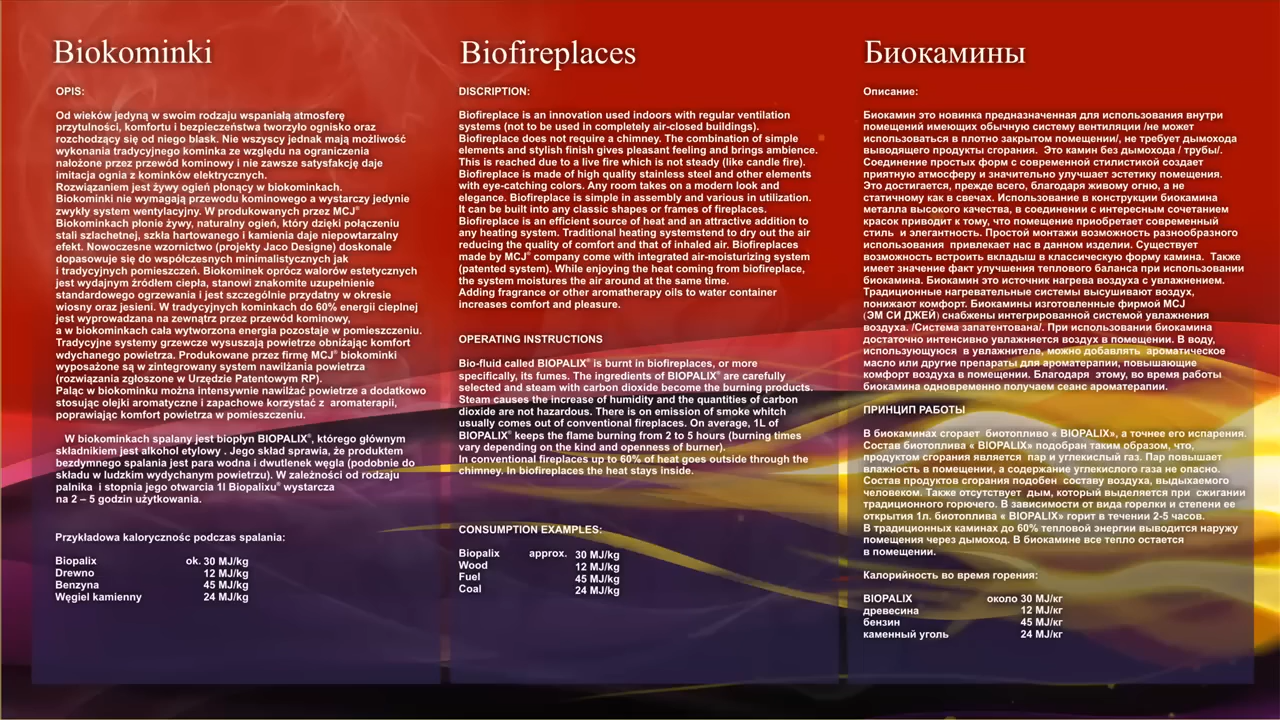 Biokominki
OPIS:
Od wieków jedyną w swoim rodzaju wspaniałą atmosferę
przytulności, komfortu i bezpieczeństwa tworzyło ognisko oraz
rozchodzący się od niego blask. Nie wszyscy jednak mają możliwość
wykonania tradycyjnego kominka ze względu na ograniczenia
nałożone przez przewód kominowy i nie zawsze satysfakcję daje
imitacja ognia z kominków elektrycznych.
Rozwiązaniem jest żywy ogień płonący w biokominkach.
Biokominki nie wymagają przewodu kominowego a wystarczy jedynie
zwykły system wentylacyjny. W produkowanych przez MCJ®
Biokominkach płonie żywy, naturalny ogień, który dzięki połączeniu
stali szlachetnej, szkła hartowanego i kamienia daje niepowtarzalny
efekt. Nowoczesne wzornictwo (projekty Jaco Designe) doskonale
dopasowuje się do współczesnych minimalistycznych jak
i tradycyjnych pomieszczeń. Biokominek oprócz walorów estetycznych
jest wydajnym źródłem ciepła, stanowi znakomite uzupełnienie
standardowego ogrzewania i jest szczególnie przydatny w okresie
wiosny oraz jesieni. W tradycyjnych kominkach do 60% energii cieplnej
jest wyprowadzana na zewnątrz przez przewód kominowy,
a w biokominkach cała wytworzona energia pozostaje w pomieszczeniu.
Tradycyjne systemy grzewcze wysuszają powietrze obniżając komfort
wdychanego powietrza. Produkowane przez firmę MCJ® biokominki
wyposażone są w zintegrowany system nawilżania powietrza
(rozwiązania zgłoszone w Urzędzie Patentowym RP).
Paląc w biokominku można intensywnie nawilżać powietrze a dodatkowo
stosując olejki aromatyczne i zapachowe korzystać z aromaterapii,
poprawiając komfort powietrza w pomieszczeniu.
W biokominkach spalany jest biopłyn BIOPALIX®, którego głównym
składnikiem jest alkohol etylowy . Jego skład sprawia, że produktem
bezdymnego spalania jest para wodna i dwutlenek węgla (podobnie do
składu w ludzkim wydychanym powietrzu). W zależności od rodzaju
palnika i stopnia jego otwarcia 1l Biopalixu® wystarcza
na 2 – 5 godzin użytkowania.
Przykładowa kaloryczność podczas spalania:
Biopalix ok. 30 MJ/kg
Drewno 12 MJ/kg
Benzyna 45 MJ/kg
Węgiel kamienny 24 MJ/kg
Biofireplaces
DISCRIPTION:
Biofireplace is an innovation used indoors with regular ventilation
systems (not to be used in completely air-closed buildings).
Biofireplace does not require a chimney. The combination of simple
elements and stylish finish gives pleasant feeling and brings ambience.
This is reached due to a live fire which is not steady (like candle fire).
Biofireplace is made of high quality stainless steel and other elements
with eye-catching colors. Any room takes on a modern look and
elegance. Biofireplace is simple in assembly and various in utilization.
It can be built into any classic shapes or frames of fireplaces.
Biofireplace is an efficient source of heat and an attractive addition to
any heating system. Traditional heating systemstend to dry out the air
reducing the quality of comfort and that of inhaled air. Biofireplaces
made by MCJ® company come with integrated air-moisturizing system
(patented system). While enjoying the heat coming from biofireplace,
the system moistures the air around at the same time.
Adding fragrance or other aromatherapy oils to water container
increases comfort and pleasure.
OPERATING INSTRUCTIONS
Bio-fluid called BIOPALIX® is burnt in biofireplaces, or more
specifically, its fumes. The ingredients of BIOPALIX® are carefully
selected and steam with carbon dioxide become the burning products.
Steam causes the increase of humidity and the quantities of carbon
dioxide are not hazardous. There is on emission of smoke whitch
usually comes out of conventional fireplaces. On average, 1L of
BIOPALIX® keeps the flame burning from 2 to 5 hours (burning times
vary depending on the kind and openness of burner).
In conventional fireplaces up to 60% of heat goes outside through the
chimney. In biofireplaces the heat stays inside.
CONSUMPTION EXAMPLES:
Biopalix approx. 30 MJ/kg
Wood 12 MJ/kg
Fuel 45 MJ/kg
Coal 24 MJ/kg
Биокамины
Описание:
Биокамин это новинка предназначенная для использования внутри
помещений имеющих обычную систему вентиляции /не может
использоваться в плотно закрытом помещении/, не требует дымохода
выводящего продукты сгорания. Это камин без дымохода / трубы/.
Соединение простых форм с современной стилистикой создает
приятную атмосферу и значительно улучшает эстетику помещения.
Это достигается, прежде всего, благодаря живому огню, а не
статичному как в свечах. Использование в конструкции биокамина
металла высокого качества, в соединении с интересным сочетанием
красок приводит к тому, что помещение приобретает современный
стиль и элегантность. Простой монтажи возможность разнообразного
использования привлекает нас в данном изделии. Существует
возможность встроить вкладыш в классическую форму камина. Также
имеет значение факт улучшения теплового баланса при использовании
биокамина. Биокамин это источник нагрева воздуха с увлажнением.
Традиционные нагревательные системы высушивают воздух,
понижают комфорт. Биокамины изготовленные фирмой MCJ
(ЭМ СИ ДЖЕЙ) снабжены интегрированной системой увлажнения
воздуха. /Система запатентована/. При использовании биокамина
достаточно интенсивно увлажняется воздух в помещении. В воду,
использующуюся в увлажнителе, можно добавлять ароматическое
масло или другие препараты для ароматерапии, повышающие
комфорт воздуха в помещении. Благодаря этому, во время работы
биокамина одновременно получаем сеанс ароматерапии.
ПРИНЦИП РАБОТЫ
В биокаминах сгорает биотопливо « BIOPALIX», а точнее его испарения.
Состав биотоплива « BIOPALIX» подобран таким образом, что,
продуктом сгорания является пар и углекислый газ. Пар повышает
влажность в помещении, а содержание углекислого газа не опасно.
Состав продуктов сгорания подобен составу воздуха, выдыхаемого
человеком. Также отсутствует дым, который выделяется при сжигании
традиционного горючего. В зависимости от вида горелки и степени ее
открытия 1л. биотоплива « BIOPALIX» горит в течении 2-5 часов.
В традиционных каминах до 60% тепловой энергии выводится наружу
помещения через дымоход. В биокамине все тепло остается
в помещении.
Калорийность во время горения:
BIOPALIX около 30 MJ/кг
древесина 12 MJ/кг
бензин 45 MJ/кг
каменный уголь 24 MJ/кг